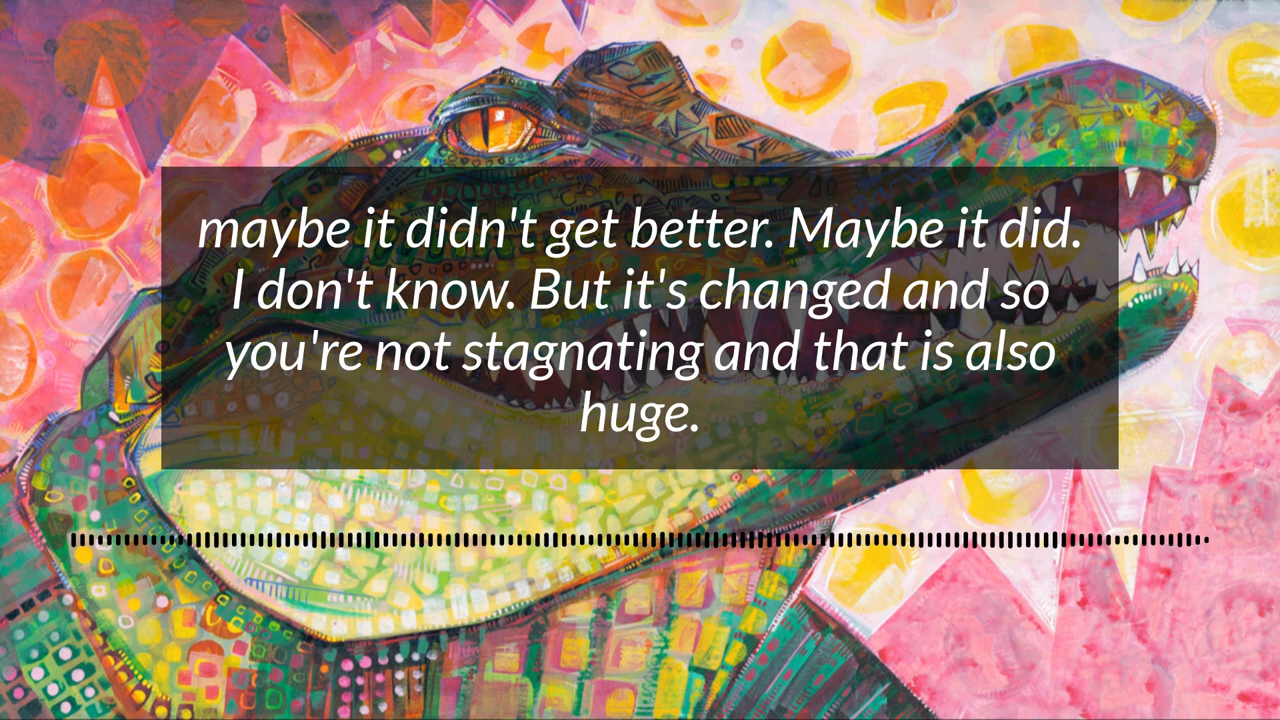 maybe it didn't get better. Maybe it did.
I don't know. But it's changed and so
you're not stagnating and that is also
huge.